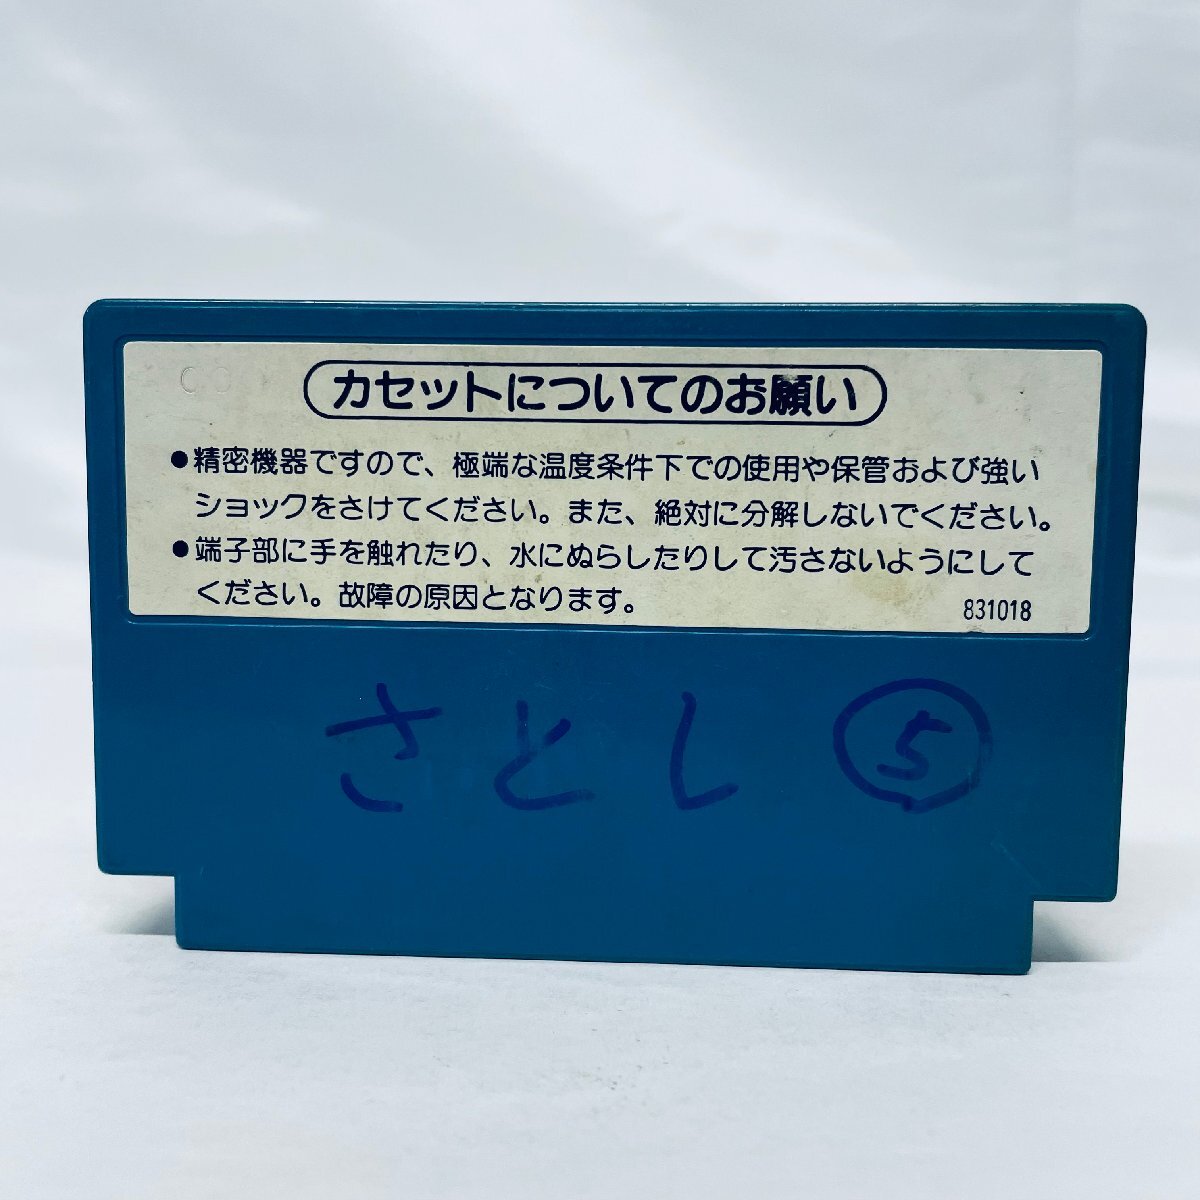 カセットについてのお願い
●精密機器ですので、極端な温度条件下での使用や保管および強い
ショックをさけてください。また、絶対に分解しないでください。
●端子部に手を触れたり、水にぬらしたりして汚さないようにして
ください。故障の原因となります。
831018
さとし ⑤